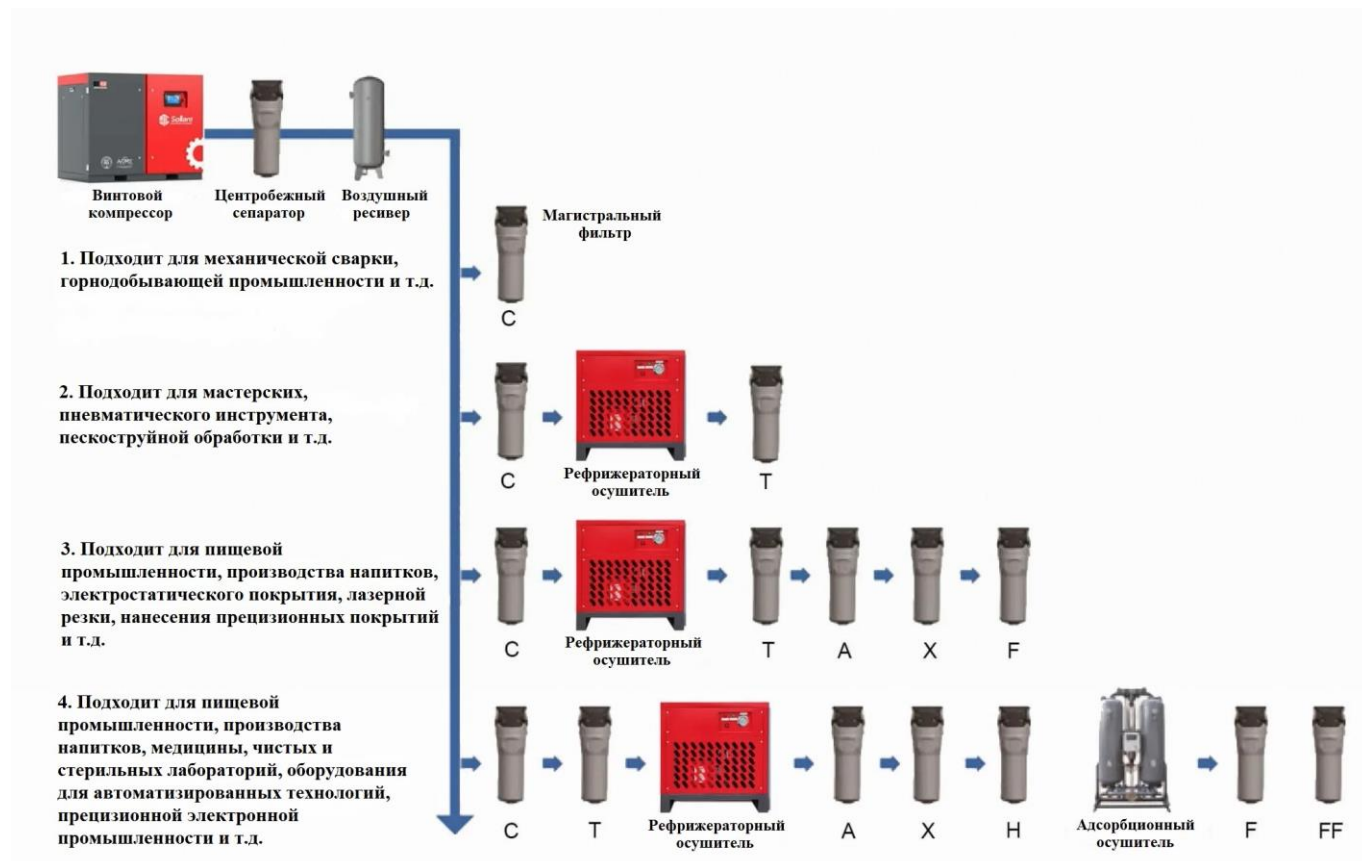 Sollant
Винтовой
компрессор
Центробежный
сепаратор
Воздушный
ресивер
Магистральный
фильтр
1. Подходит для механической сварки,
горнодобывающей промышленности и т.д.
C
2. Подходит для мастерских,
пневматического инструмента,
пескоструйной обработки и т.д.
C
Рефрижераторный
осушитель
T
3. Подходит для пищевой
промышленности, производства напитков,
электростатического покрытия, лазерной
резки, нанесения прецизионных покрытий
и т.д.
C
Рефрижераторный
осушитель
T
A
X
F
4. Подходит для пищевой
промышленности, производства
напитков, медицины, чистых и
стерильных лабораторий, оборудования
для автоматизированных технологий,
прецизионной электронной
промышленности и т.д.
C
T
Рефрижераторный
осушитель
A
X
H
Адсорбционный
осушитель
F
FF